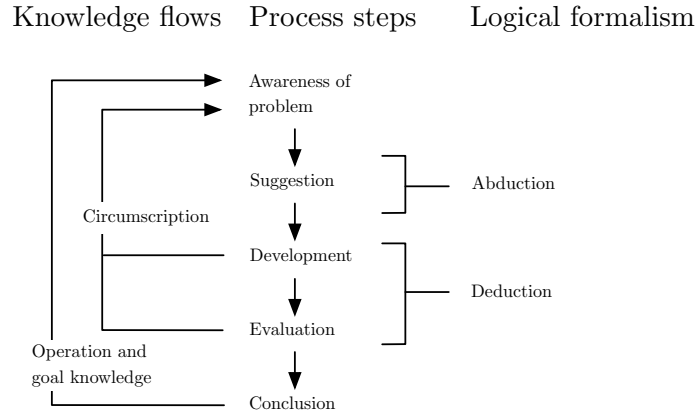 Knowledge flows
Process steps
Logical formalism
Awareness of
problem
Suggestion
Abduction
Circumscription
Development
Deduction
Evaluation
Operation and
goal knowledge
Conclusion